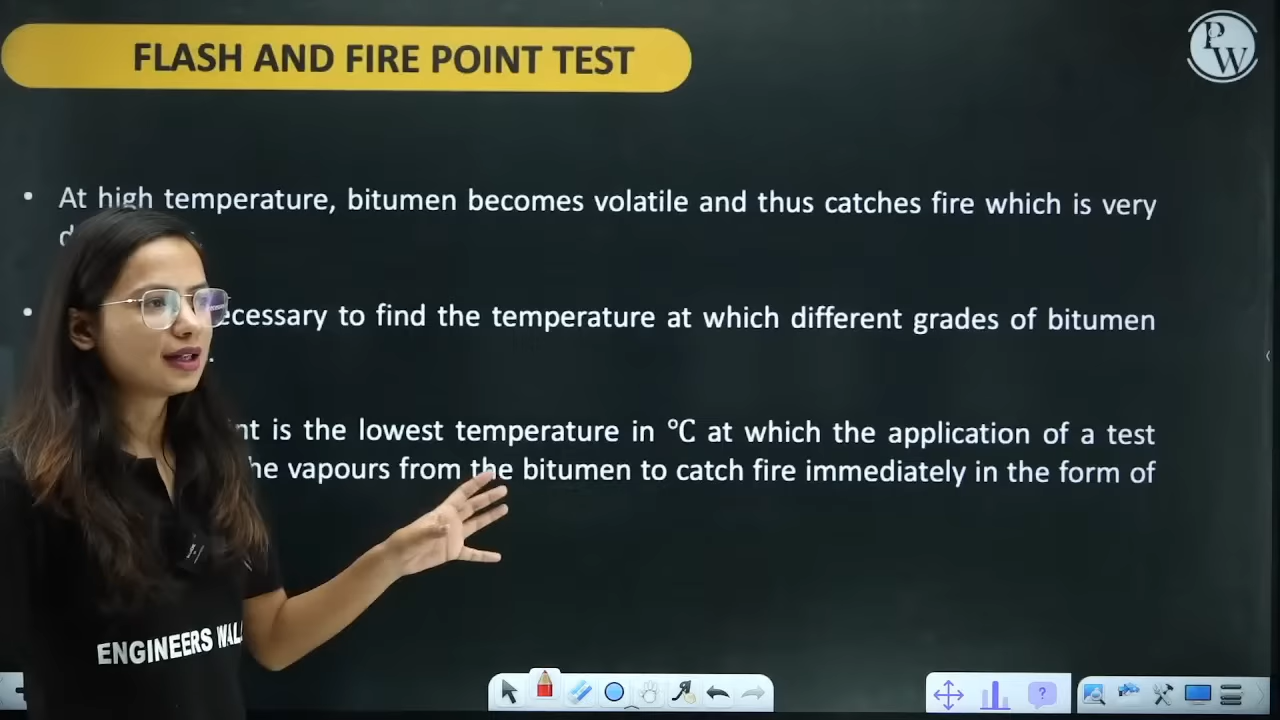 FLASH AND FIRE POINT TEST
PW
• At high temperature, bitumen becomes volatile and thus catches fire which is very
ecessary to find the temperature at which different grades of bitumen
nt is the lowest temperature in °C at which the application of a test
he vapours from the bitumen to catch fire immediately in the form of
ENGINEERS WAL